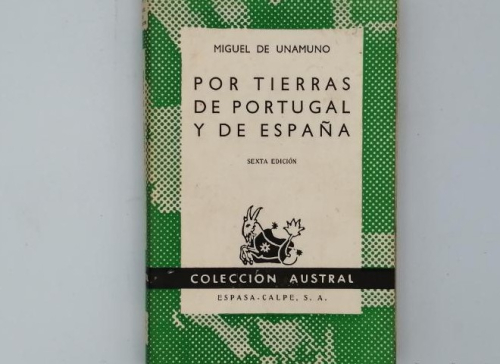 MIGUEL DE UNAMUNO
POR TIERRAS
DE PORTUGAL
Y DE ESPAÑA
SEXTA EDICIÓN
COLECCIÓN AUSTRAL
ESPASA-CALPE, S. A.